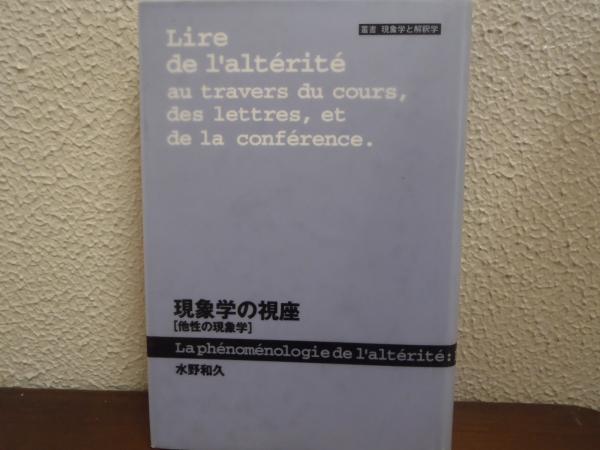 叢書 現象学と解釈学
Lire
de l'altérité
au travers du cours,
des lettres, et
de la conférence.
現象学の視座
[他性の現象学]
La phénoménologie de l'altérité:
水野和久